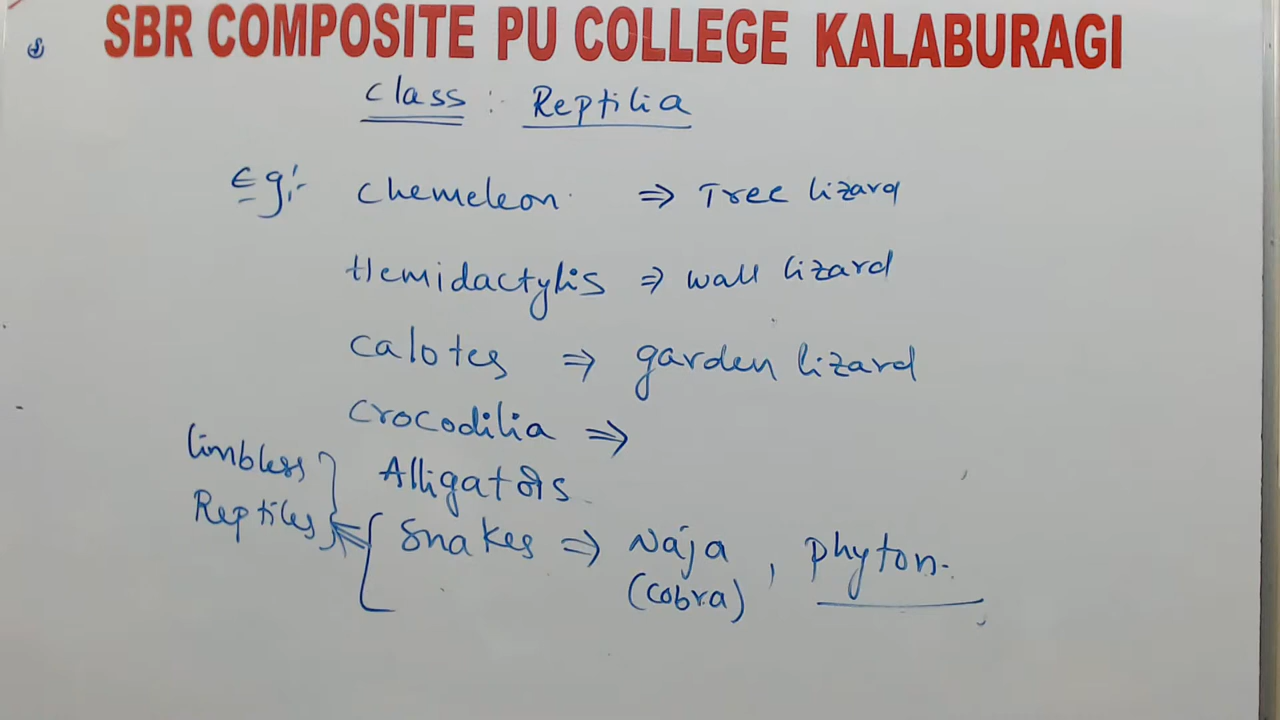 SBR COMPOSITE PU COLLEGE KALABURAGI
class : Reptilia
Eg:- Chemeleon ⇒ Tree lizard
Hemidactylis ⇒ wall lizard
Calotes ⇒ garden lizard
Crocodilia ⇒
Alligators
limbless
Reptiles
Snakes ⇒ Naja, Phyton.
(cobra)